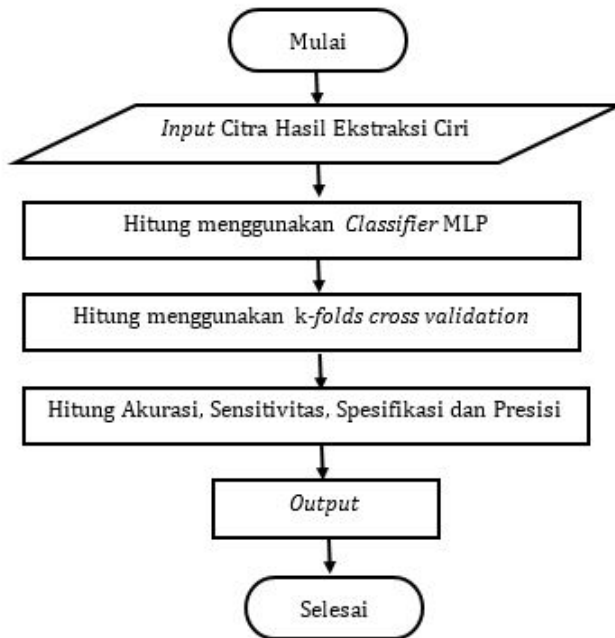 Mulai
Input Citra Hasil Ekstraksi Ciri
Hitung menggunakan Classifier MLP
Hitung menggunakan k-folds cross validation
Hitung Akurasi, Sensitivitas, Spesifikasi dan Presisi
Output
Selesai